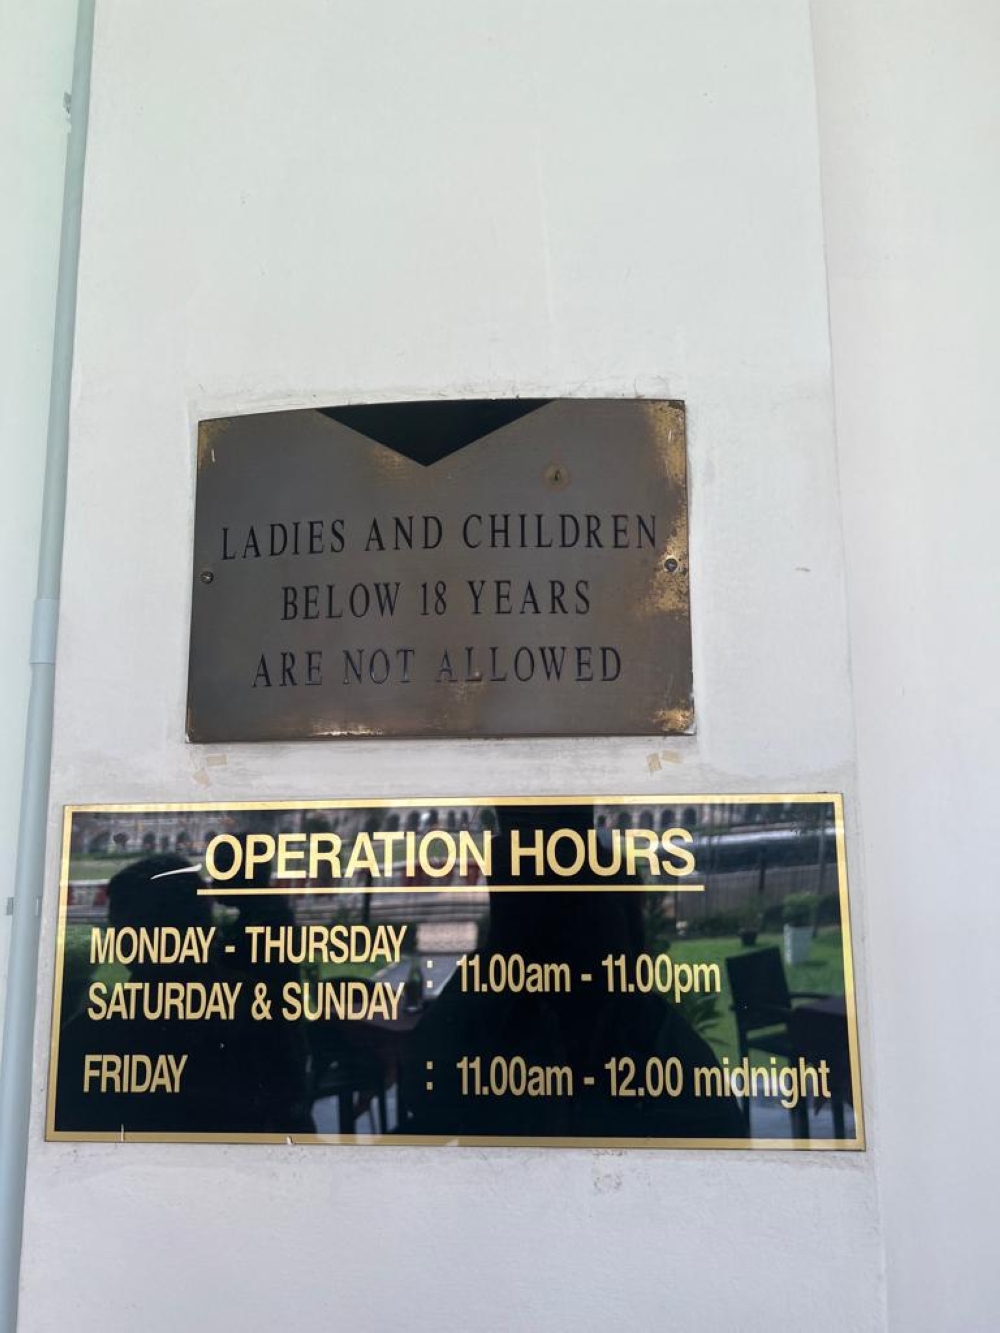 LADIES AND CHILDREN
BELOW 18 YEARS
ARE NOT ALLOWED
OPERATION HOURS
MONDAY - THURSDAY
SATURDAY & SUNDAY : 11.00am - 11.00pm
FRIDAY : 11.00am - 12.00 midnight